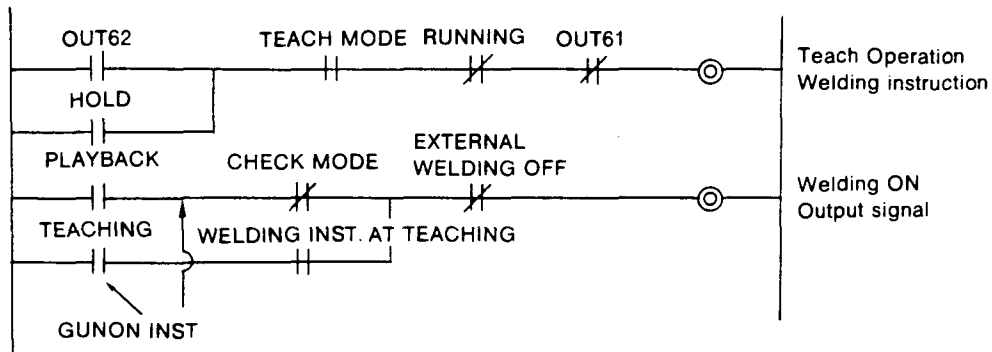 OUT62 TEACH MODE RUNNING OUT61
Teach Operation
Welding instruction
HOLD
PLAYBACK CHECK MODE EXTERNAL
WELDING OFF
Welding ON
Output signal
TEACHING WELDING INST. AT TEACHING
GUNON INST